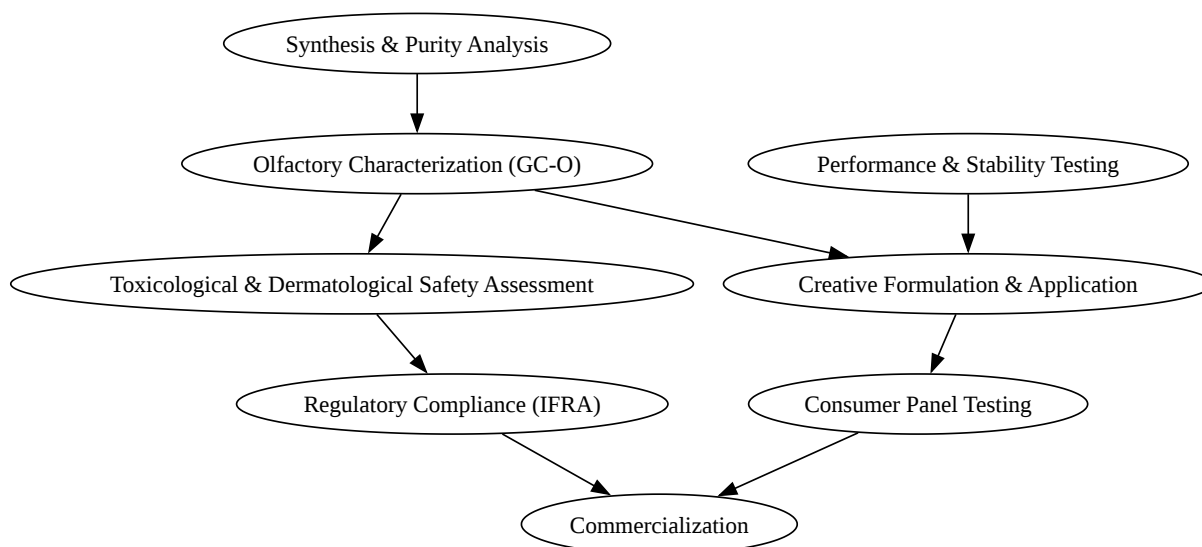 Synthesis & Purity Analysis
Olfactory Characterization (GC-O)
Performance & Stability Testing
Toxicological & Dermatological Safety Assessment
Creative Formulation & Application
Regulatory Compliance (IFRA)
Consumer Panel Testing
Commercialization